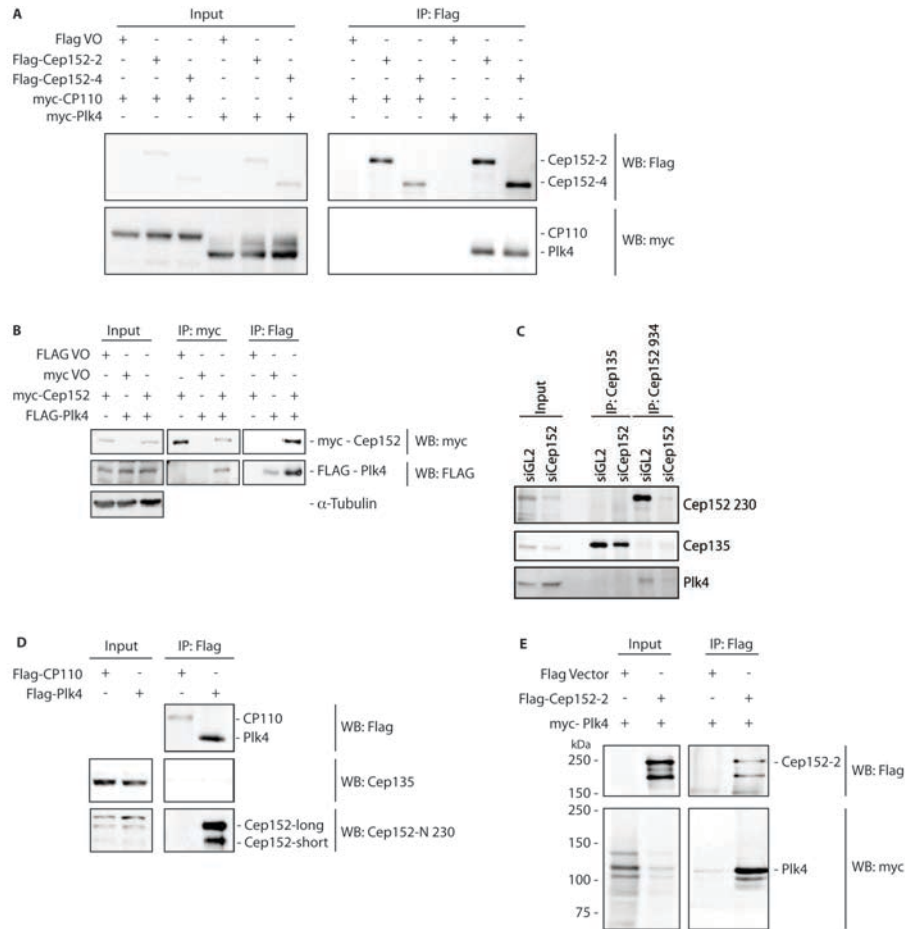 A
Input IP: Flag
Flag VO + - - + - - + - - + - -
Flag-Cep152-2 - + - - + - - + - - + -
Flag-Cep152-4 - - + - - + - - + - - +
myc-CP110 + + + - - - + + + - - -
myc-Plk4 - - - + + + - - - + + +
- Cep152-2
- Cep152-4
WB: Flag
- CP110
- Plk4
WB: myc
B
Input IP: myc IP: Flag
FLAG VO + - - + - - + - -
myc VO - + - - + - - + -
myc-Cep152 + - + + - + + - +
FLAG-Plk4 - + + - + + - + +
- myc - Cep152 WB: myc
- FLAG - Plk4 WB: FLAG
- α-Tubulin
C
Input IP: Cep135 IP: Cep152 934
siGL2 siCep152 siGL2 siCep152 siGL2 siCep152
Cep152 230
Cep135
Plk4
D
Input IP: Flag
Flag-CP110 + - + -
Flag-Plk4 - + - +
- CP110
- Plk4
WB: Flag
WB: Cep135
- Cep152-long
- Cep152-short
WB: Cep152-N 230
E
Input IP: Flag
Flag Vector + - + -
Flag-Cep152-2 - + - +
myc- Plk4 + + + +
kDa
250 -
150 -
- Cep152-2
WB: Flag
250 -
150 -
100 -
75 -
- Plk4
WB: myc